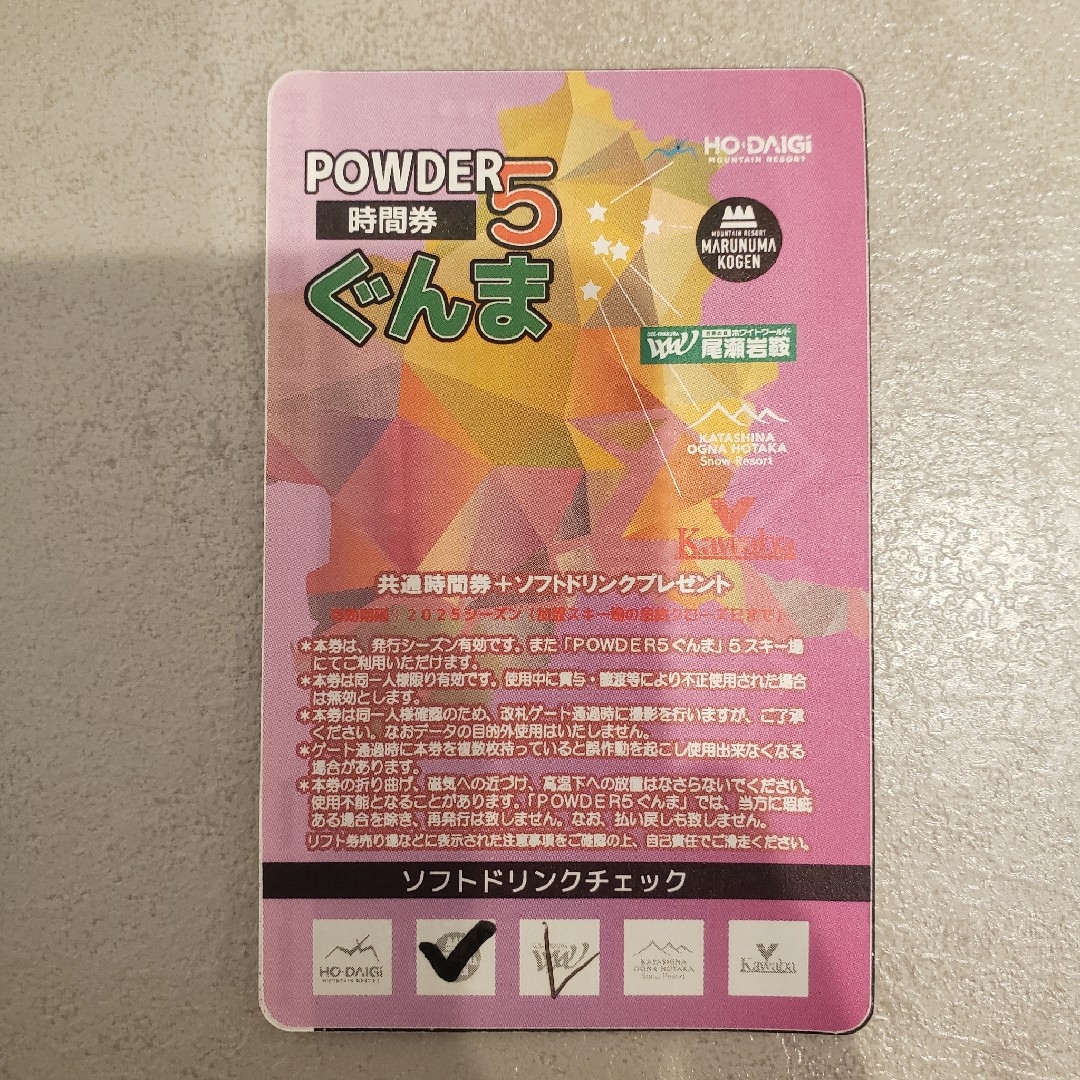 POWDER5
時間券
ぐんま
HO・DAIGI
MOUNTAIN RESORT
MOUNTAIN RESORT
MARUNUMA
KOGEN
ホワイトワールド
尾瀬岩鞍
KATASHINA
OGNA HOTAKA
Snow Resort
Kawaba
共通時間券+ソフトドリンクプレゼント
2025シーズン
*本券は、発行シーズン有効です。また「POWDER5ぐんま」5スキー場
にてご利用いただけます。
*本券は同一人様限り有効です。使用中に貸与・譲渡等により不正使用された場合
は無効とします。
*本券は同一人様確認のため、改札ゲート通過時に撮影を行いますが、ご了承
ください、なおデータの目的外使用はいたしません。
*ゲート通過時に本券を複数枚持っていると誤作動を起こし使用出来なくなる
場合があります。
*本券の折り曲げ、磁気への近づけ、高温下への放置はなさらないでください。
使用不能となることがあります。「POWDER5ぐんま」では、当方に瑕疵
ある場合を除き、再発行は致しません。なお、払い戻しも致しません。
リフト券売り場などに表示された注意事項をご確認の上、自己責任でご滑走ください。
ソフトドリンクチェック
HO・DAIGI
MOUNTAIN RESORT
KATASHINA
OGNA HOTAKA
Snow Resort
Kawaba